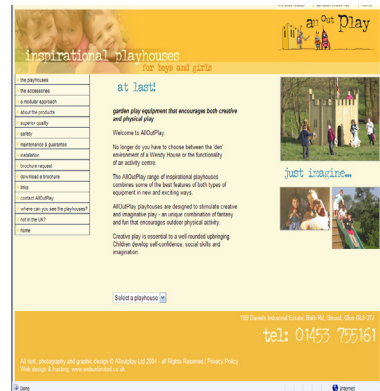 all Out Play
inspirational playhouses
for boys and girls
the playhouses
the accessories
a modular approach
about the products
superior quality
safety
maintenance & guarantee
installation
brochure request
download a brochure
links
contact AllOutPlay
where can you see the playhouses?
not in the UK?
home
at last!
garden play equipment that encourages both creative
and physical play
Welcome to AllOutPlay.
No longer do you have to choose between the 'den'
environment of a Wendy House or the functionality
of an activity centre.
The AllOutPlay range of inspirational playhouses
combines some of the best features of both types of
equipment in new and exciting ways.
AllOutPlay playhouses are designed to stimulate creative
and imaginative play - an unique combination of fantasy
and fun that encourages outdoor physical activity.
Creative play is essential to a well rounded upbringing.
Children develop self-confidence, social skills and
imagination.
just imagine...
Select a playhouse
Daniels Industrial Estate, Bath Rd, Stroud, Glos
tel: 01453 755161
All text, photography and graphic design © Alloutplay Ltd 2004 - all Rights Reserved | Privacy Policy
Web design & hosting,
Done
Internet